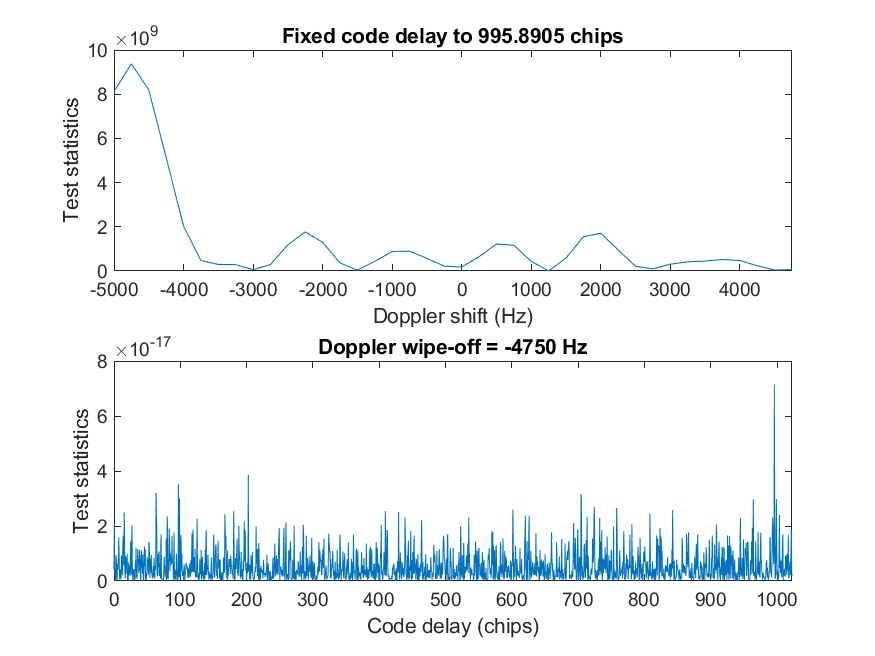 Fixed code delay to 995.8905 chips
×10^9
10
8
6
4
2
0
Test statistics
-5000 -4000 -3000 -2000 -1000 0 1000 2000 3000 4000
Doppler shift (Hz)
Doppler wipe-off = -4750 Hz
×10^-17
8
6
4
2
0
Test statistics
0 100 200 300 400 500 600 700 800 900 1000
Code delay (chips)